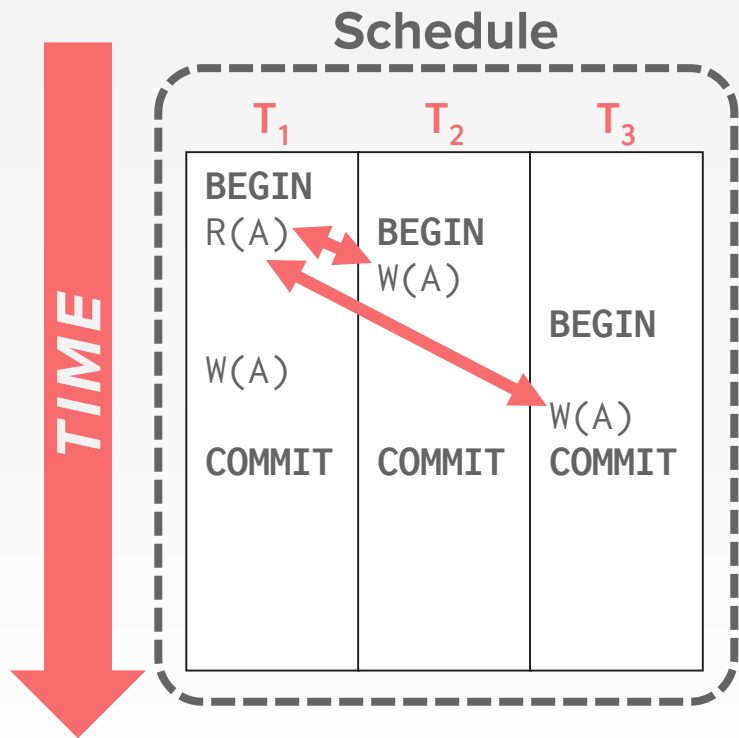 Schedule
TIME
T1 T2 T3
BEGIN
R(A) BEGIN
W(A)
BEGIN
W(A)
W(A)
COMMIT COMMIT COMMIT